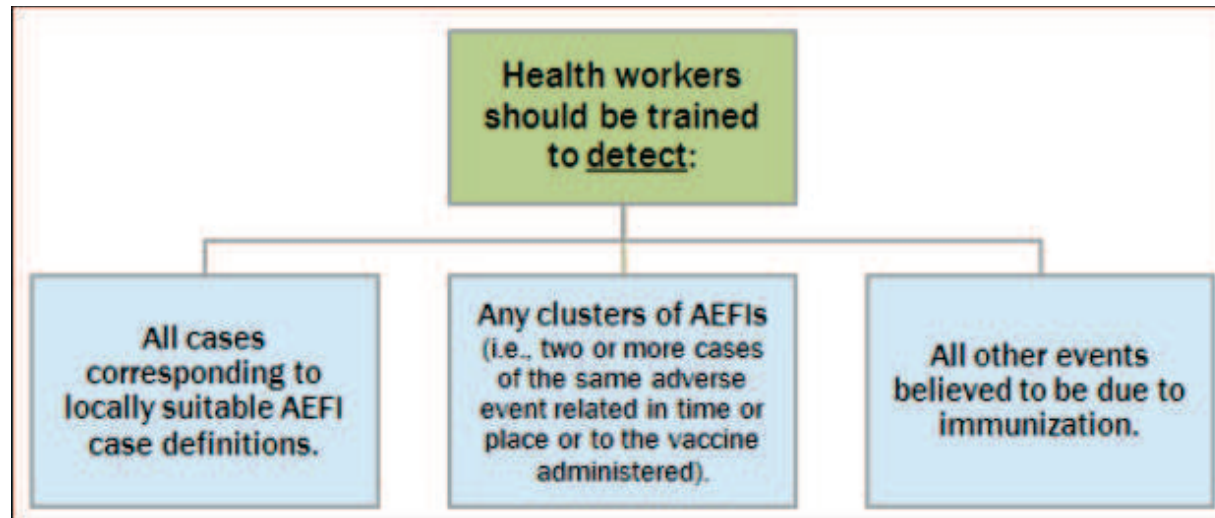 Health workers
should be trained
to detect:
All cases
corresponding to
locally suitable AEFI
case definitions.
Any clusters of AEFIs
(i.e., two or more cases
of the same adverse
event related in time or
place or to the vaccine
administered).
All other events
believed to be due to
immunization.